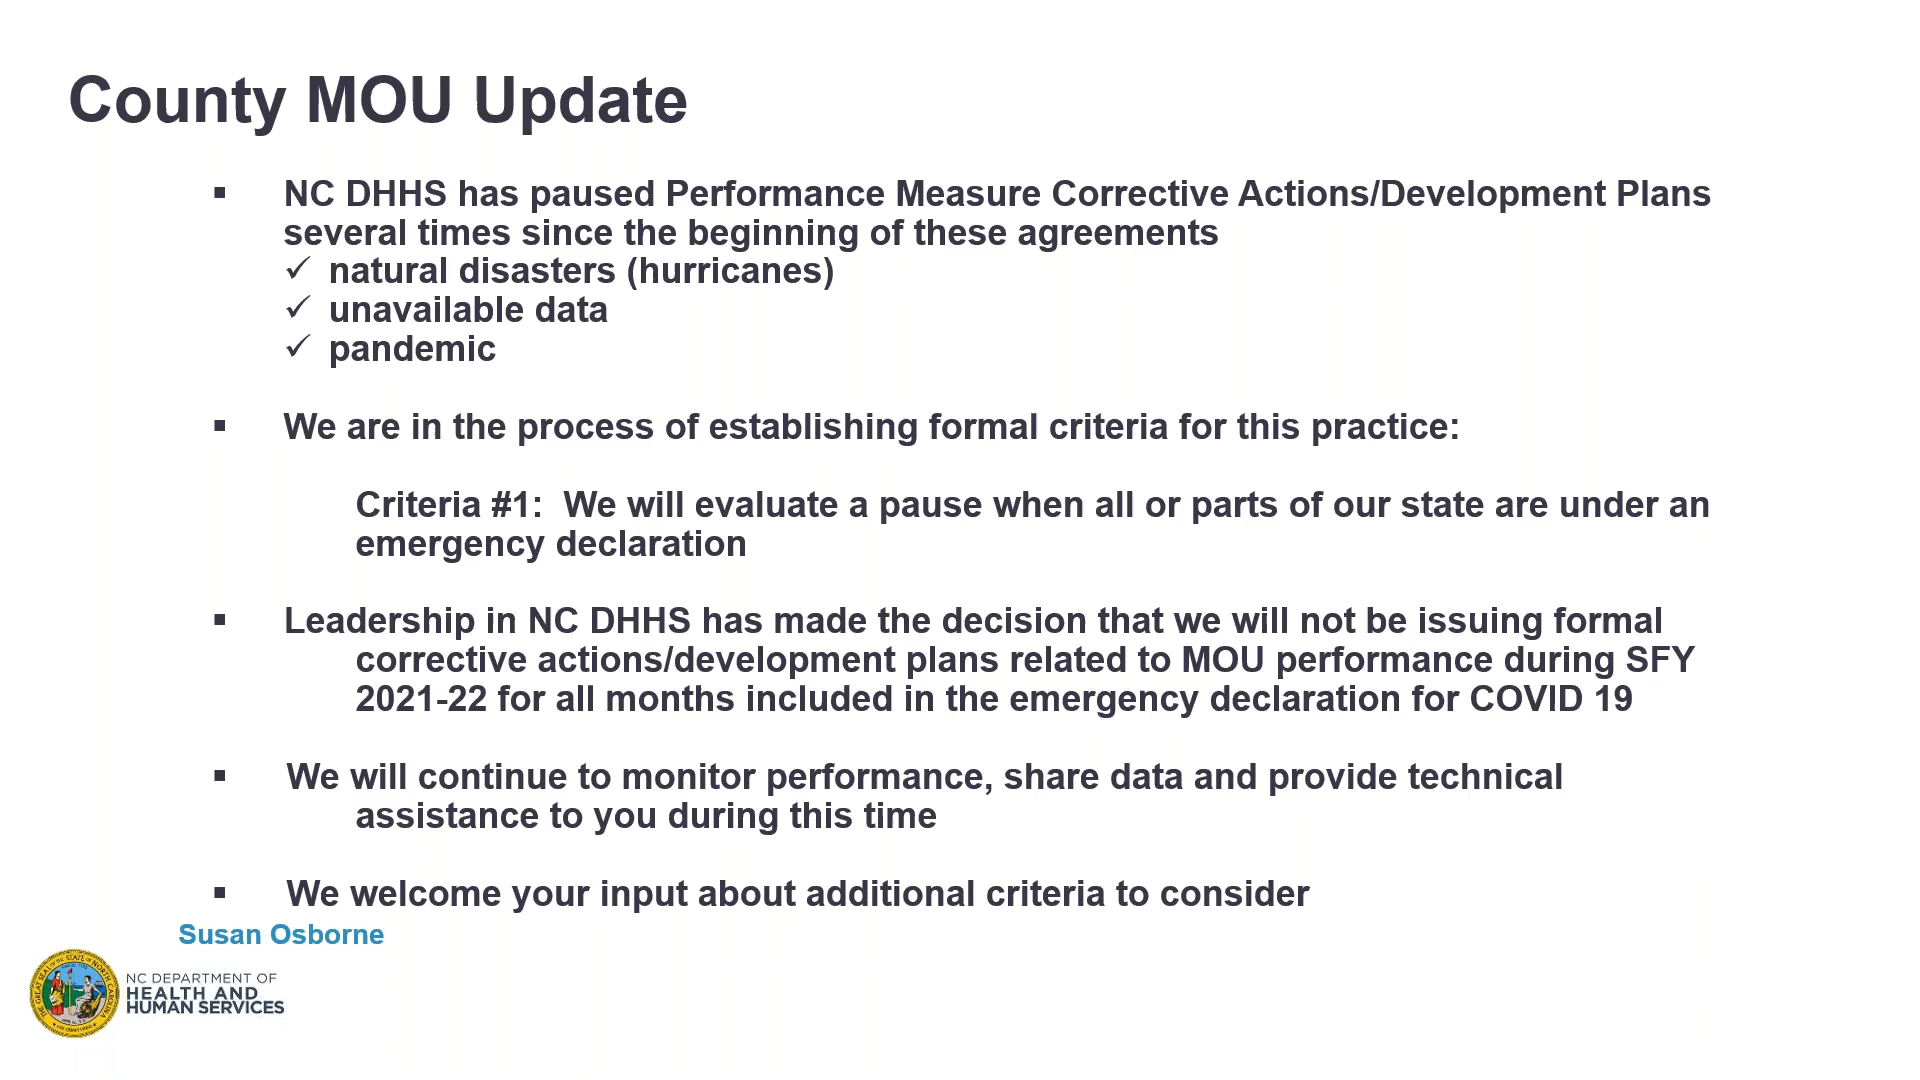 County MOU Update
▪ NC DHHS has paused Performance Measure Corrective Actions/Development Plans
several times since the beginning of these agreements
✓ natural disasters (hurricanes)
✓ unavailable data
✓ pandemic
▪ We are in the process of establishing formal criteria for this practice:
Criteria #1:  We will evaluate a pause when all or parts of our state are under an
emergency declaration
▪ Leadership in NC DHHS has made the decision that we will not be issuing formal
corrective actions/development plans related to MOU performance during SFY
2021-22 for all months included in the emergency declaration for COVID 19
▪ We will continue to monitor performance, share data and provide technical
assistance to you during this time
▪ We welcome your input about additional criteria to consider
Susan Osborne
NC DEPARTMENT OF
HEALTH AND
HUMAN SERVICES